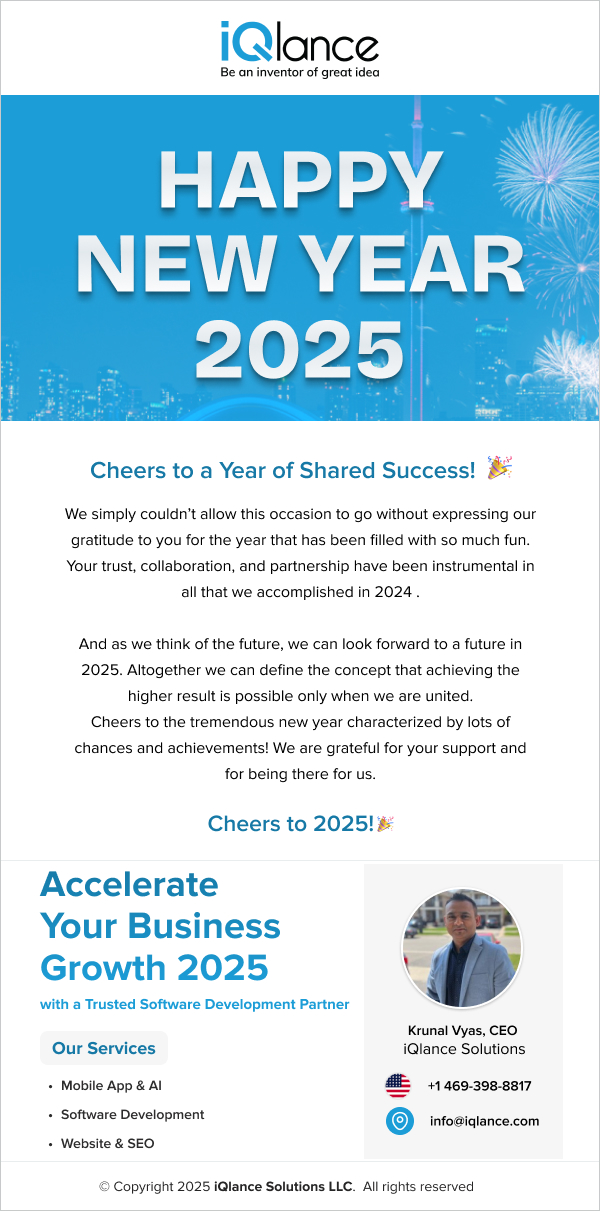 iQlance
Be an inventor of great idea
HAPPY
NEW YEAR
2025
Cheers to a Year of Shared Success! 🎉
We simply couldn’t allow this occasion to go without expressing our
gratitude to you for the year that has been filled with so much fun.
Your trust, collaboration, and partnership have been instrumental in
all that we accomplished in 2024 .
And as we think of the future, we can look forward to a future in
2025. Altogether we can define the concept that achieving the
higher result is possible only when we are united.
Cheers to the tremendous new year characterized by lots of
chances and achievements! We are grateful for your support and
for being there for us.
Cheers to 2025!🎉
Accelerate
Your Business
Growth 2025
with a Trusted Software Development Partner
Our Services
• Mobile App & AI
• Software Development
• Website & SEO
Krunal Vyas, CEO
iQlance Solutions
+1 469-398-8817
info@iqlance.com
© Copyright 2025 iQlance Solutions LLC. All rights reserved